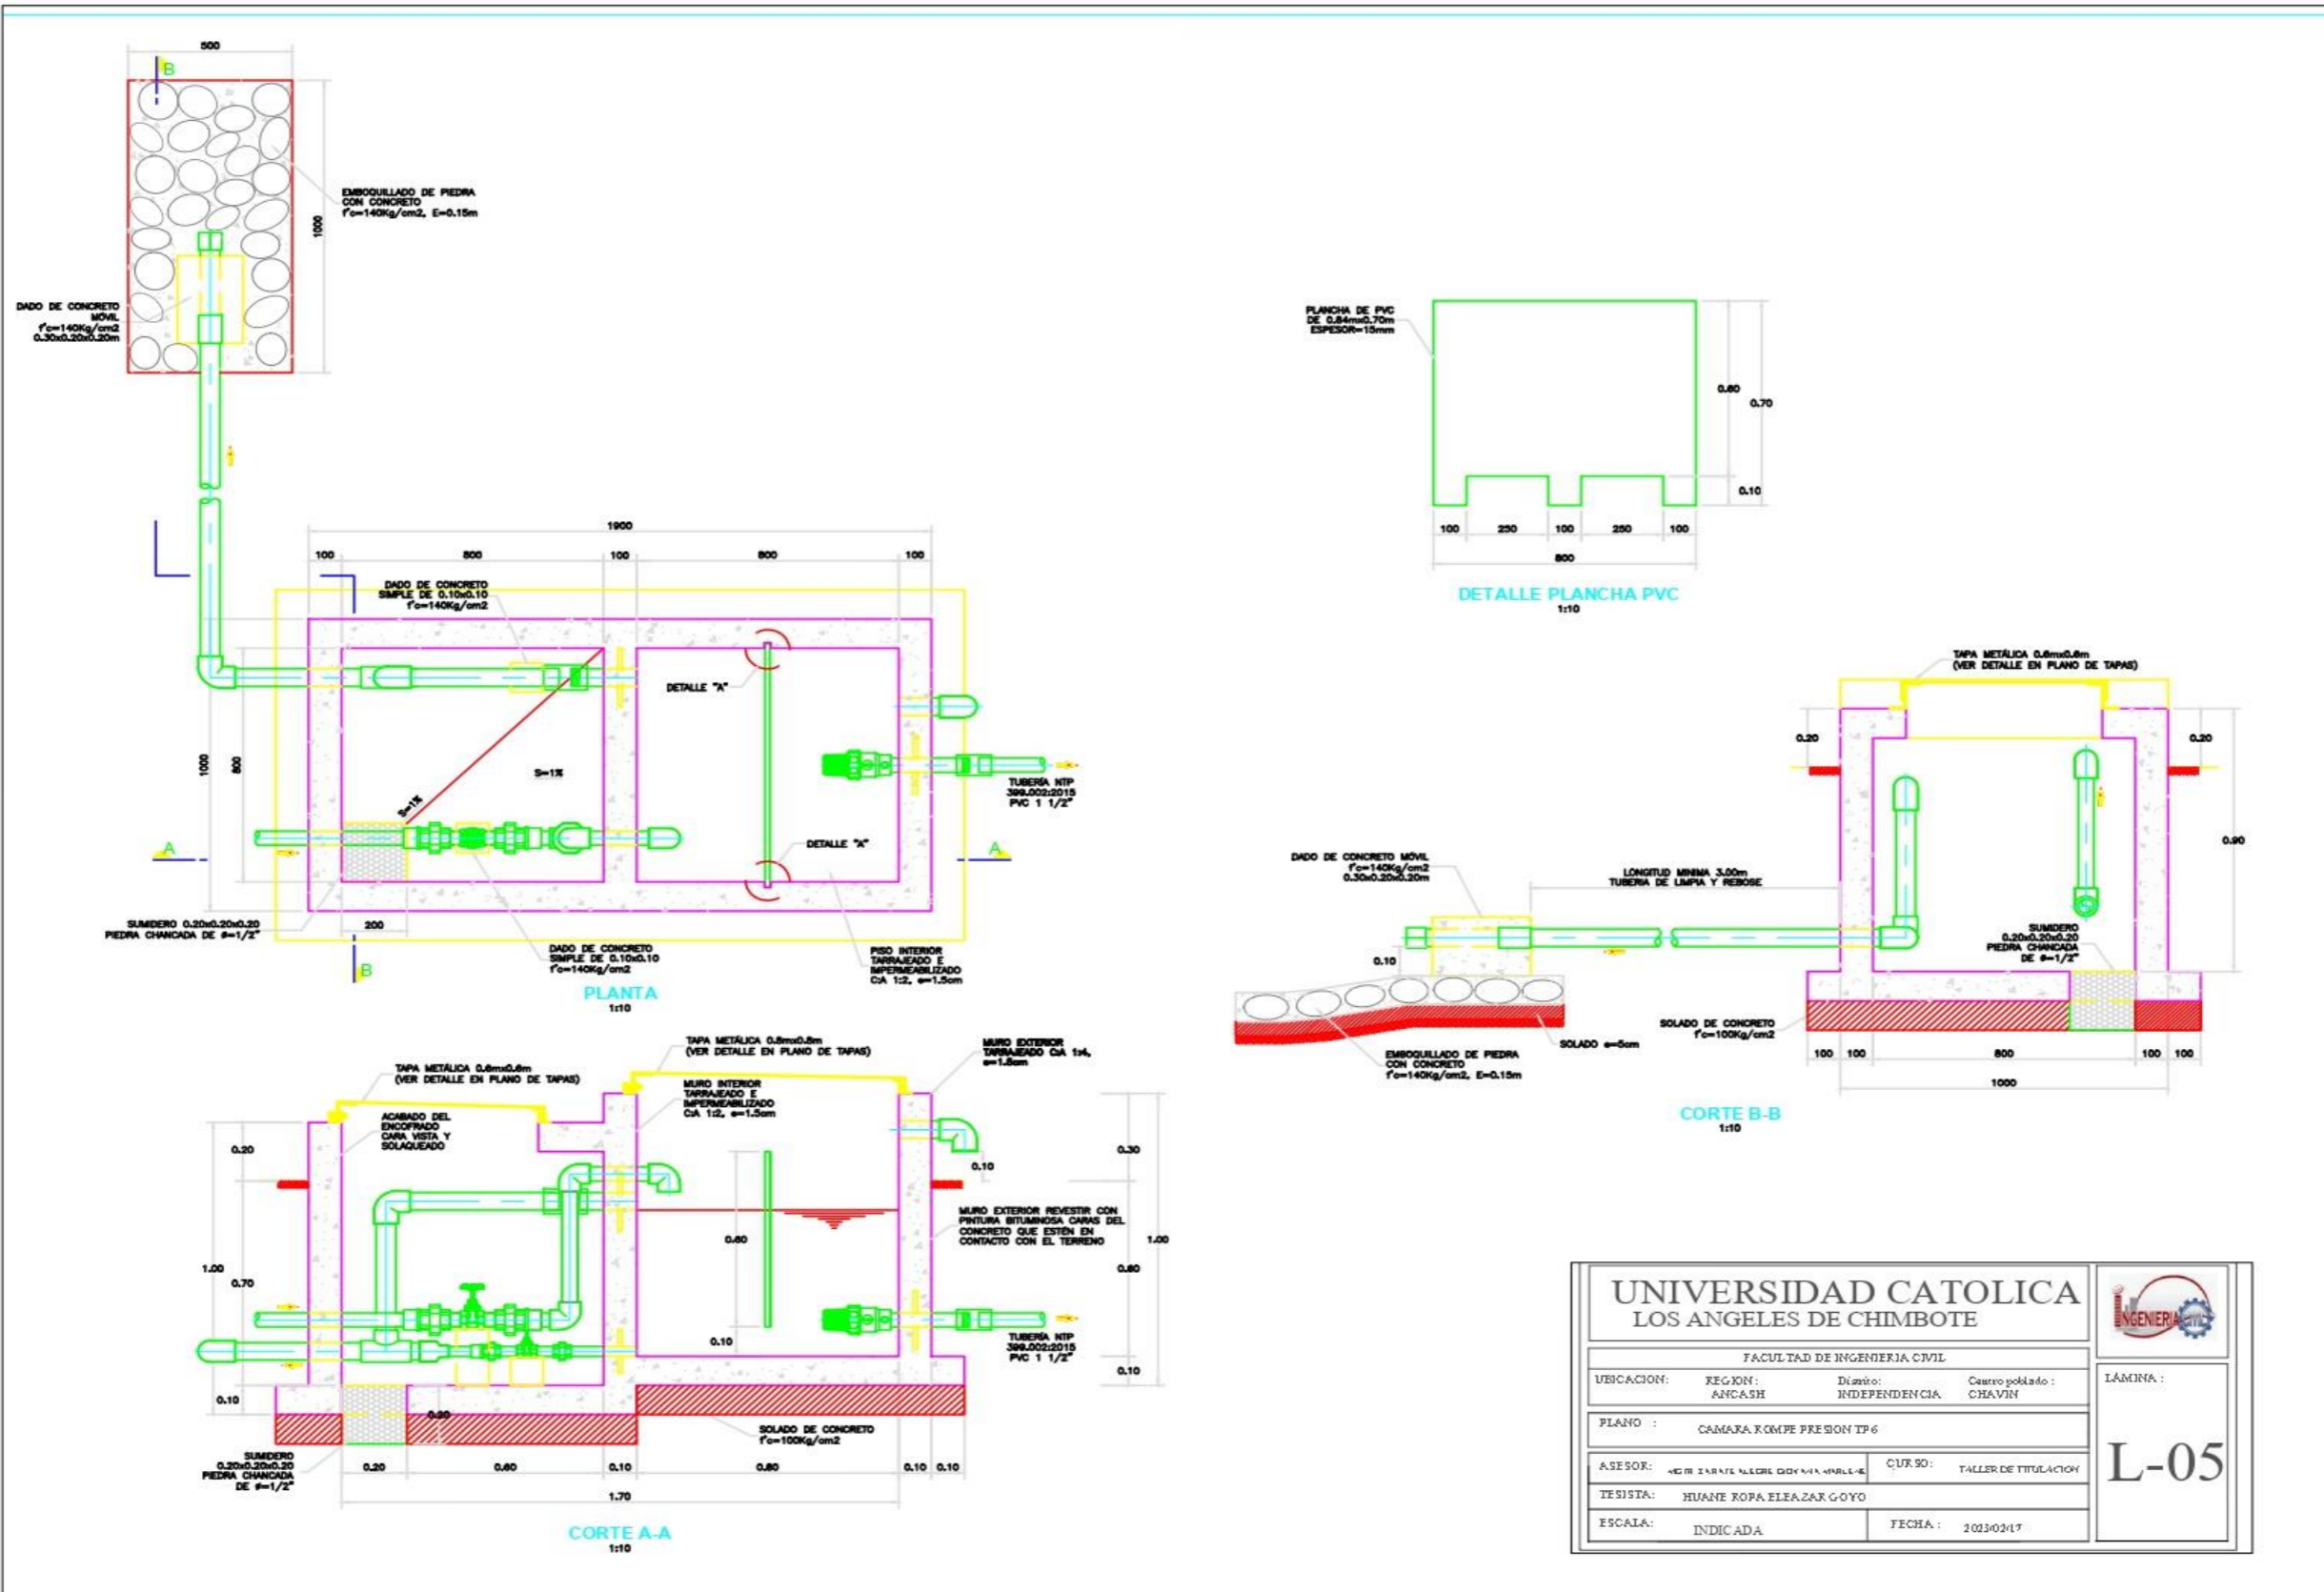 500
B
EMBOQUILLADO DE PIEDRA
CON CONCRETO
f'c=140Kg/cm2, E=0.15m
1000
DADO DE CONCRETO
MÓVIL
f'c=140Kg/cm2
0.30x0.20x0.20m
1900
100
800
100
800
100
DADO DE CONCRETO
SIMPLE DE 0.10x0.10
f'c=140Kg/cm2
DETALLE "A"
1000
800
S=1%
S=1%
TUBERÍA NTP
399.002:2015
PVC 1 1/2"
A
DETALLE "A"
A
SUMIDERO 0.20x0.20x0.20
PIEDRA CHANCADA DE ø=1/2"
200
B
DADO DE CONCRETO
SIMPLE DE 0.10x0.10
f'c=140Kg/cm2
PISO INTERIOR
TARRAJEADO E
IMPERMEABILIZADO
C:A 1:2, e=1.5cm
PLANTA
1:10
PLANCHA DE PVC
DE 0.84mx0.70m
ESPESOR=15mm
0.60
0.70
0.10
100
250
100
250
100
800
DETALLE PLANCHA PVC
1:10
TAPA METÁLICA 0.6mx0.6m
(VER DETALLE EN PLANO DE TAPAS)
0.20
0.20
0.90
DADO DE CONCRETO MÓVIL
f'c=140Kg/cm2
0.30x0.20x0.20m
LONGITUD MINIMA 3.00m
TUBERIA DE LIMPIA Y REBOSE
SUMIDERO
0.20x0.20x0.20
PIEDRA CHANCADA
DE ø=1/2"
0.10
SOLADO DE CONCRETO
f'c=100Kg/cm2
SOLADO e=5cm
EMBOQUILLADO DE PIEDRA
CON CONCRETO
f'c=140Kg/cm2, E=0.15m
100
100
800
100
100
1000
CORTE B-B
1:10
TAPA METÁLICA 0.6mx0.6m
(VER DETALLE EN PLANO DE TAPAS)
TAPA METÁLICA 0.8mx0.8m
(VER DETALLE EN PLANO DE TAPAS)
MURO EXTERIOR
TARRAJEADO C:A 1:4,
e=1.5cm
MURO INTERIOR
TARRAJEADO E
IMPERMEABILIZADO
C:A 1:2, e=1.5cm
ACABADO DEL
ENCOFRADO
CARA VISTA Y
SOLAQUEADO
0.20
0.10
0.30
MURO EXTERIOR REVESTIR CON
PINTURA BITUMINOSA CARAS DEL
CONCRETO QUE ESTÉN EN
CONTACTO CON EL TERRENO
0.60
1.00
1.00
0.70
0.60
0.10
TUBERÍA NTP
399.002:2015
PVC 1 1/2"
0.10
0.10
0.20
SOLADO DE CONCRETO
f'c=100Kg/cm2
SUMIDERO
0.20x0.20x0.20
PIEDRA CHANCADA
DE ø=1/2"
0.20
0.60
0.10
0.80
0.10
0.10
1.70
CORTE A-A
1:10
UNIVERSIDAD CATOLICA
LOS ANGELES DE CHIMBOTE
INGENIERIA CIVIL
FACULTAD DE INGENIERIA CIVIL
UBICACION:
REGION:
ANCASH
Distrito:
INDEPENDENCIA
Centro poblado:
CHAVIN
LÁMINA :
PLANO :
CAMARA ROMPE PRESION TP 6
L-05
ASESOR:
CURSO:
TALLER DE TITULACION
TESISTA:
HUANE ROPA ELEAZAR GOYO
ESCALA:
INDICADA
FECHA :
2023/02/17